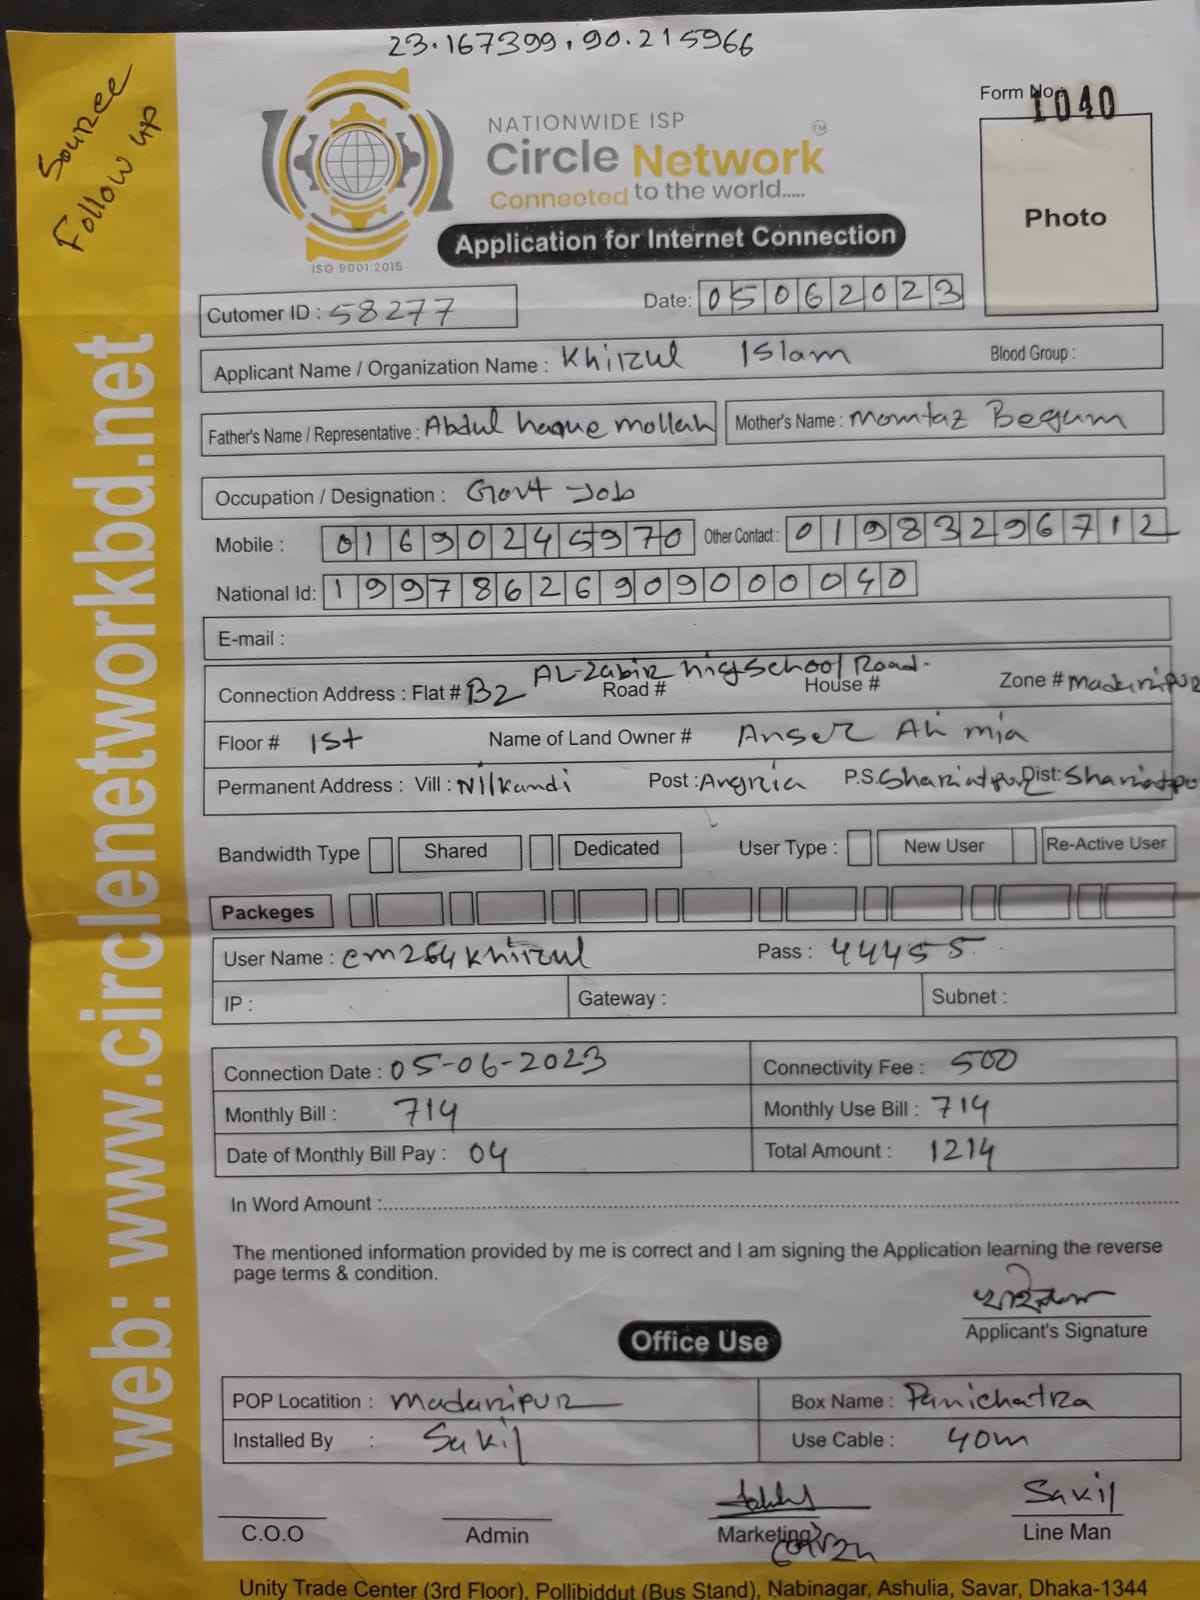 23.167399, 90.215966
Source
Follow up
Form No. 1040
NATIONWIDE ISP
Circle Network TM
Connected to the world.....
ISO 9001:2015
Application for Internet Connection
Photo
Cutomer ID : 58277
Date: 05062023
Applicant Name / Organization Name : Khirzul Islam
Blood Group :
Father's Name / Representative : Abdul haque mollah
Mother's Name : Momtaz Begum
Occupation / Designation : Govt Job
Mobile : 01690245970
Other Contact : 01983296712
National Id: 19978626909000040
E-mail :
Connection Address : Flat # B2 Road # AL-Zabir highschool Road. House # Zone # Madaripur
Floor # 1st Name of Land Owner # Anser Ali mia
Permanent Address : Vill : Nilkandi Post : Angria P.S. Shariatpur Dist: Shariatpu
Bandwidth Type Shared Dedicated User Type : New User Re-Active User
Packeges
User Name : cm264khirzul Pass : 44455
IP : Gateway : Subnet :
Connection Date : 05-06-2023 Connectivity Fee : 500
Monthly Bill : 714 Monthly Use Bill : 714
Date of Monthly Bill Pay : 04 Total Amount : 1214
In Word Amount :
The mentioned information provided by me is correct and I am signing the Application learning the reverse
page terms & condition.
Applicant's Signature
Office Use
POP Locatition : Madaripur Box Name : Panichatra
Installed By : Sakil Use Cable : 40m
Sakil
C.O.O Admin Marketing Line Man
Unity Trade Center (3rd Floor), Pollibiddut (Bus Stand), Nabinagar, Ashulia, Savar, Dhaka-1344
web: www.circlenetworkbd.net